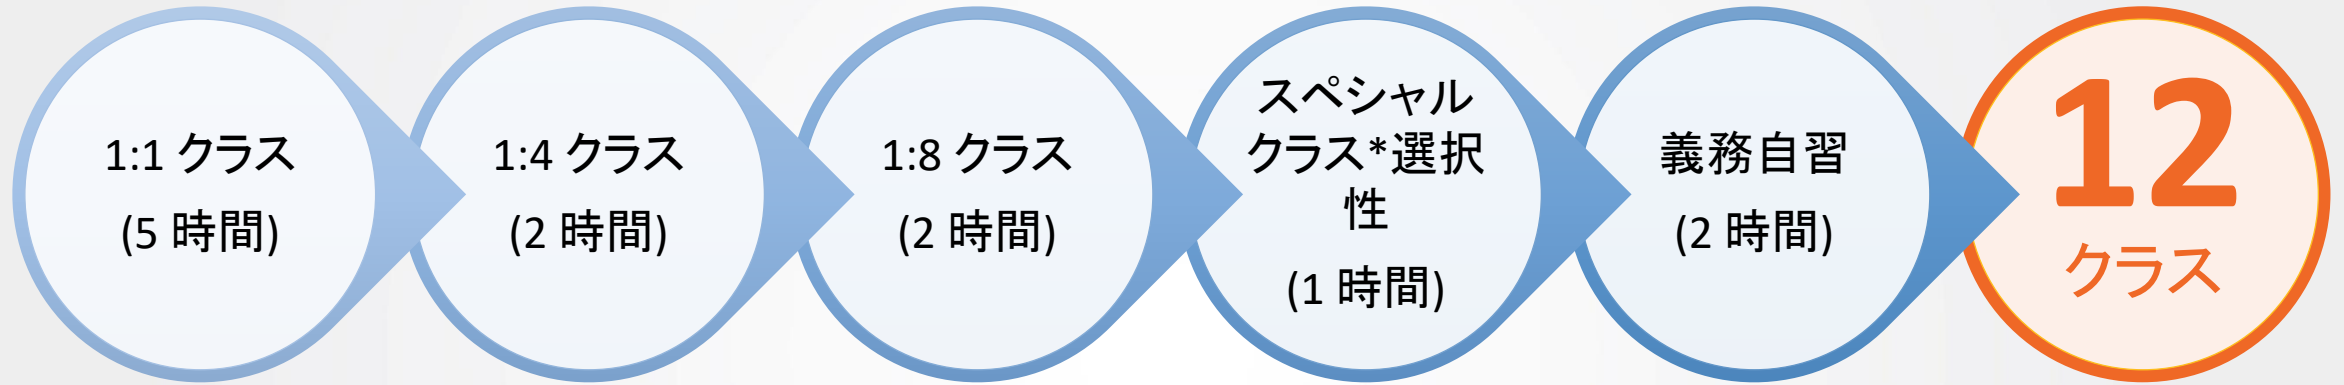 1:1 クラス
(5 時間)
1:4 クラス
(2 時間)
1:8 クラス
(2 時間)
スペシャル
クラス*選択
性
(1 時間)
義務自習
(2 時間)
12
クラス